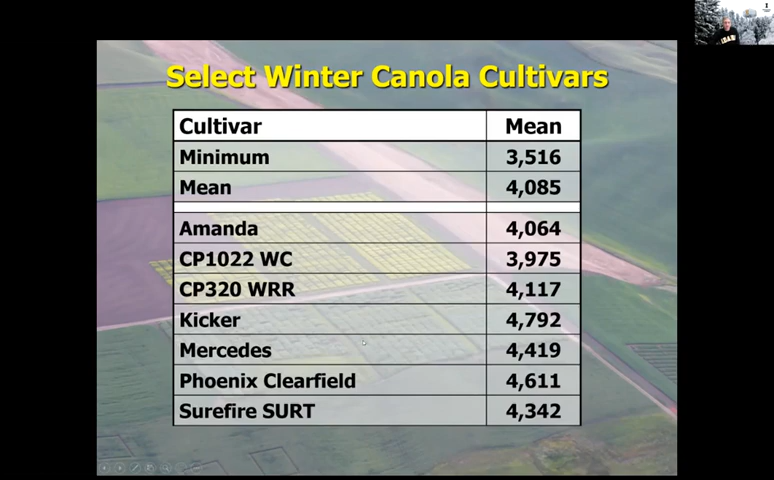 Select Winter Canola Cultivars
Cultivar Mean
Minimum 3,516
Mean 4,085
Amanda 4,064
CP1022 WC 3,975
CP320 WRR 4,117
Kicker 4,792
Mercedes 4,419
Phoenix Clearfield 4,611
Surefire SURT 4,342